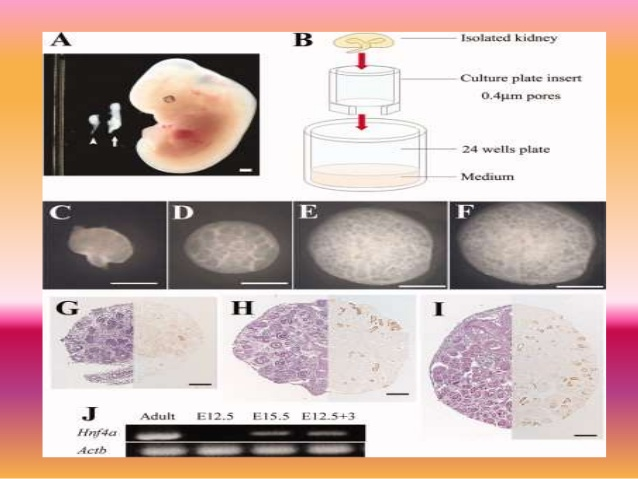 A
B
Isolated kidney
Culture plate insert
0.4μm pores
24 wells plate
Medium
C
D
E
F
G
H
I
J
Adult E12.5 E15.5 E12.5+3
Hnf4a
Actb